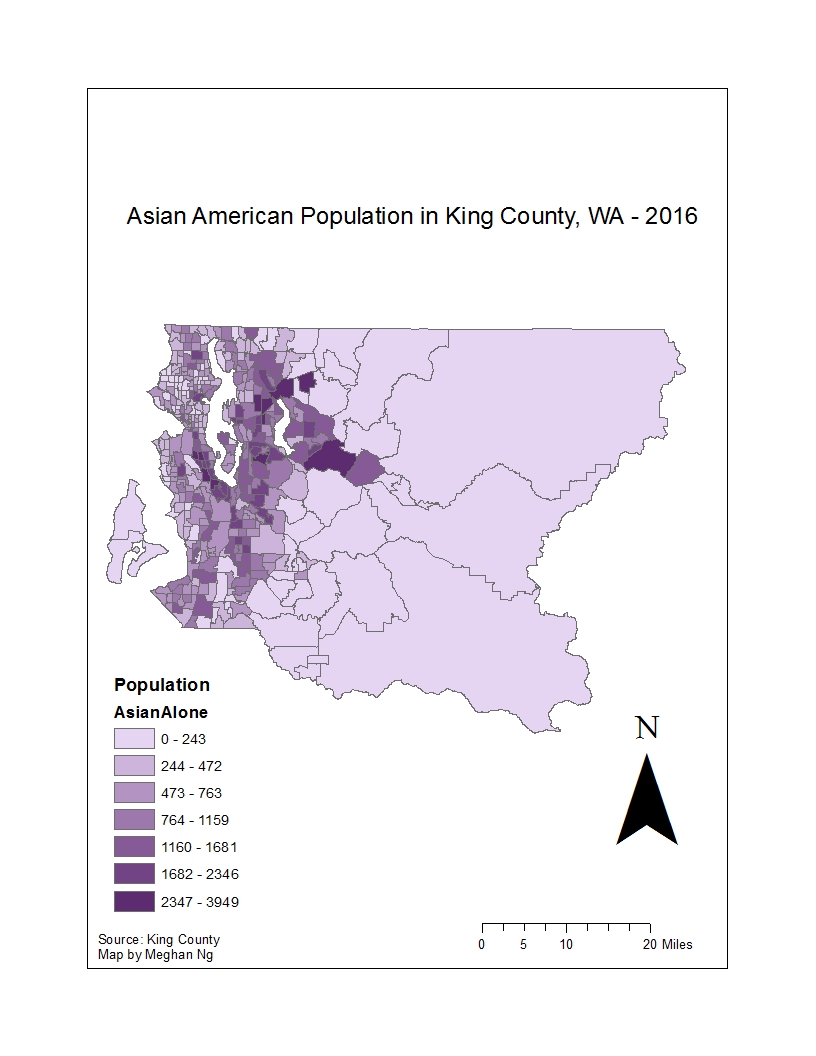 Asian American Population in King County, WA - 2016
Population
AsianAlone
0 - 243
244 - 472
473 - 763
764 - 1159
1160 - 1681
1682 - 2346
2347 - 3949
N
0 5 10 20 Miles
Source: King County
Map by Meghan Ng